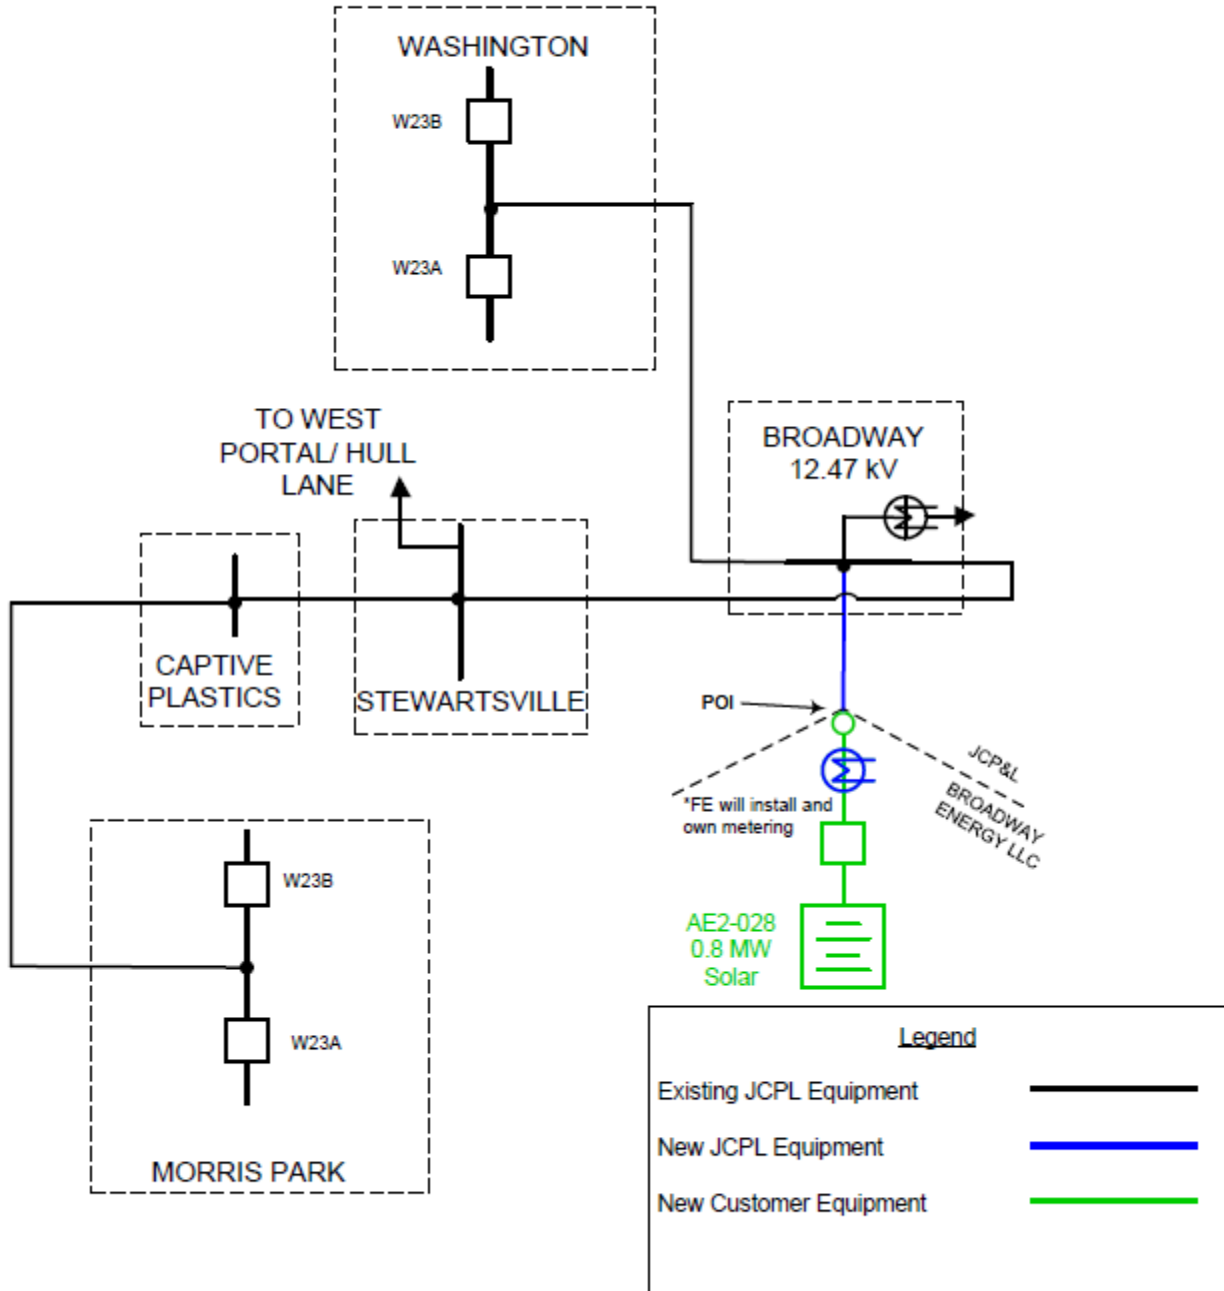 WASHINGTON
W23B
W23A
TO WEST
PORTAL/ HULL
LANE
BROADWAY
12.47 kV
CAPTIVE
PLASTICS
STEWARTSVILLE
POI
JCP&L
BROADWAY
ENERGY LLC
*FE will install and
own metering
W23B
W23A
MORRIS PARK
AE2-028
0.8 MW
Solar
Legend
Existing JCPL Equipment
New JCPL Equipment
New Customer Equipment